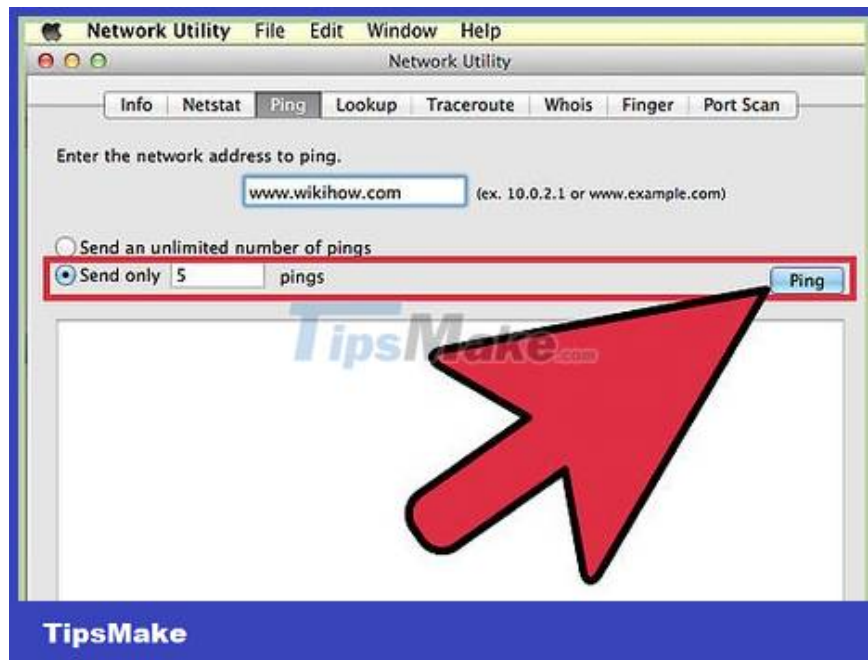 Network Utility File Edit Window Help
Network Utility
Info Netstat Ping Lookup Traceroute Whois Finger Port Scan
Enter the network address to ping.
www.wikihow.com (ex. 10.0.2.1 or www.example.com)
Send an unlimited number of pings
Send only 5 pings Ping
TipsMake.com
TipsMake